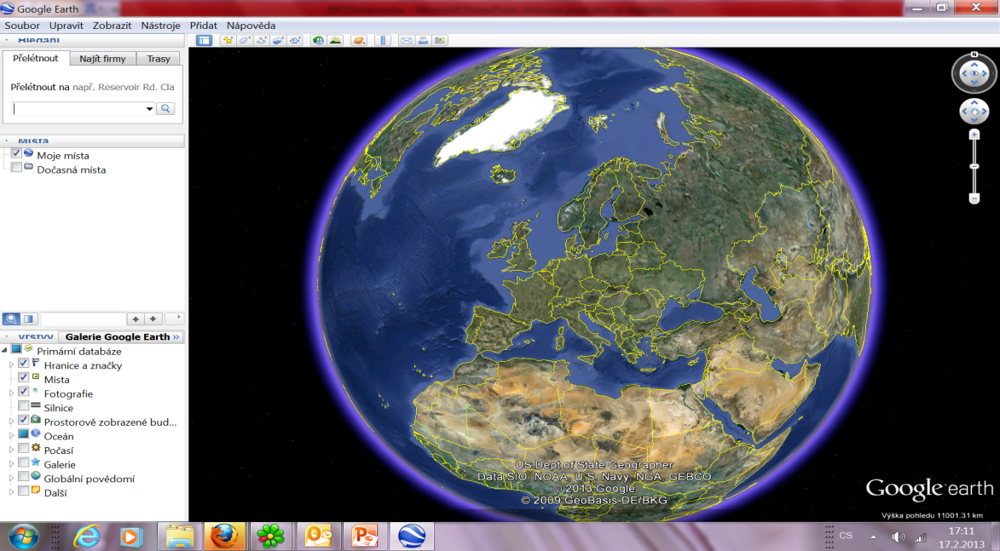 Google Earth
Soubor Upravit Zobrazit Nástroje Přidat Nápověda
Hledání
Přelétnout Najít firmy Trasy
Přelétnout na např. Reservoir Rd. Cla
Místa
Moje místa
Dočasná místa
Vrstvy Galerie Google Earth »
Primární databáze
Hranice a značky
Místa
Fotografie
Silnice
Prostorově zobrazené bud...
Oceán
Počasí
Galerie
Globální povědomí
Další
N
US Dept of State Geographer
Data SIO, NOAA, U.S. Navy, NGA, GEBCO
© 2013 Google
© 2009 GeoBasis-DE/BKG
Google earth
Výška pohledu 11001.31 km
CS
17:11
17.2.2013